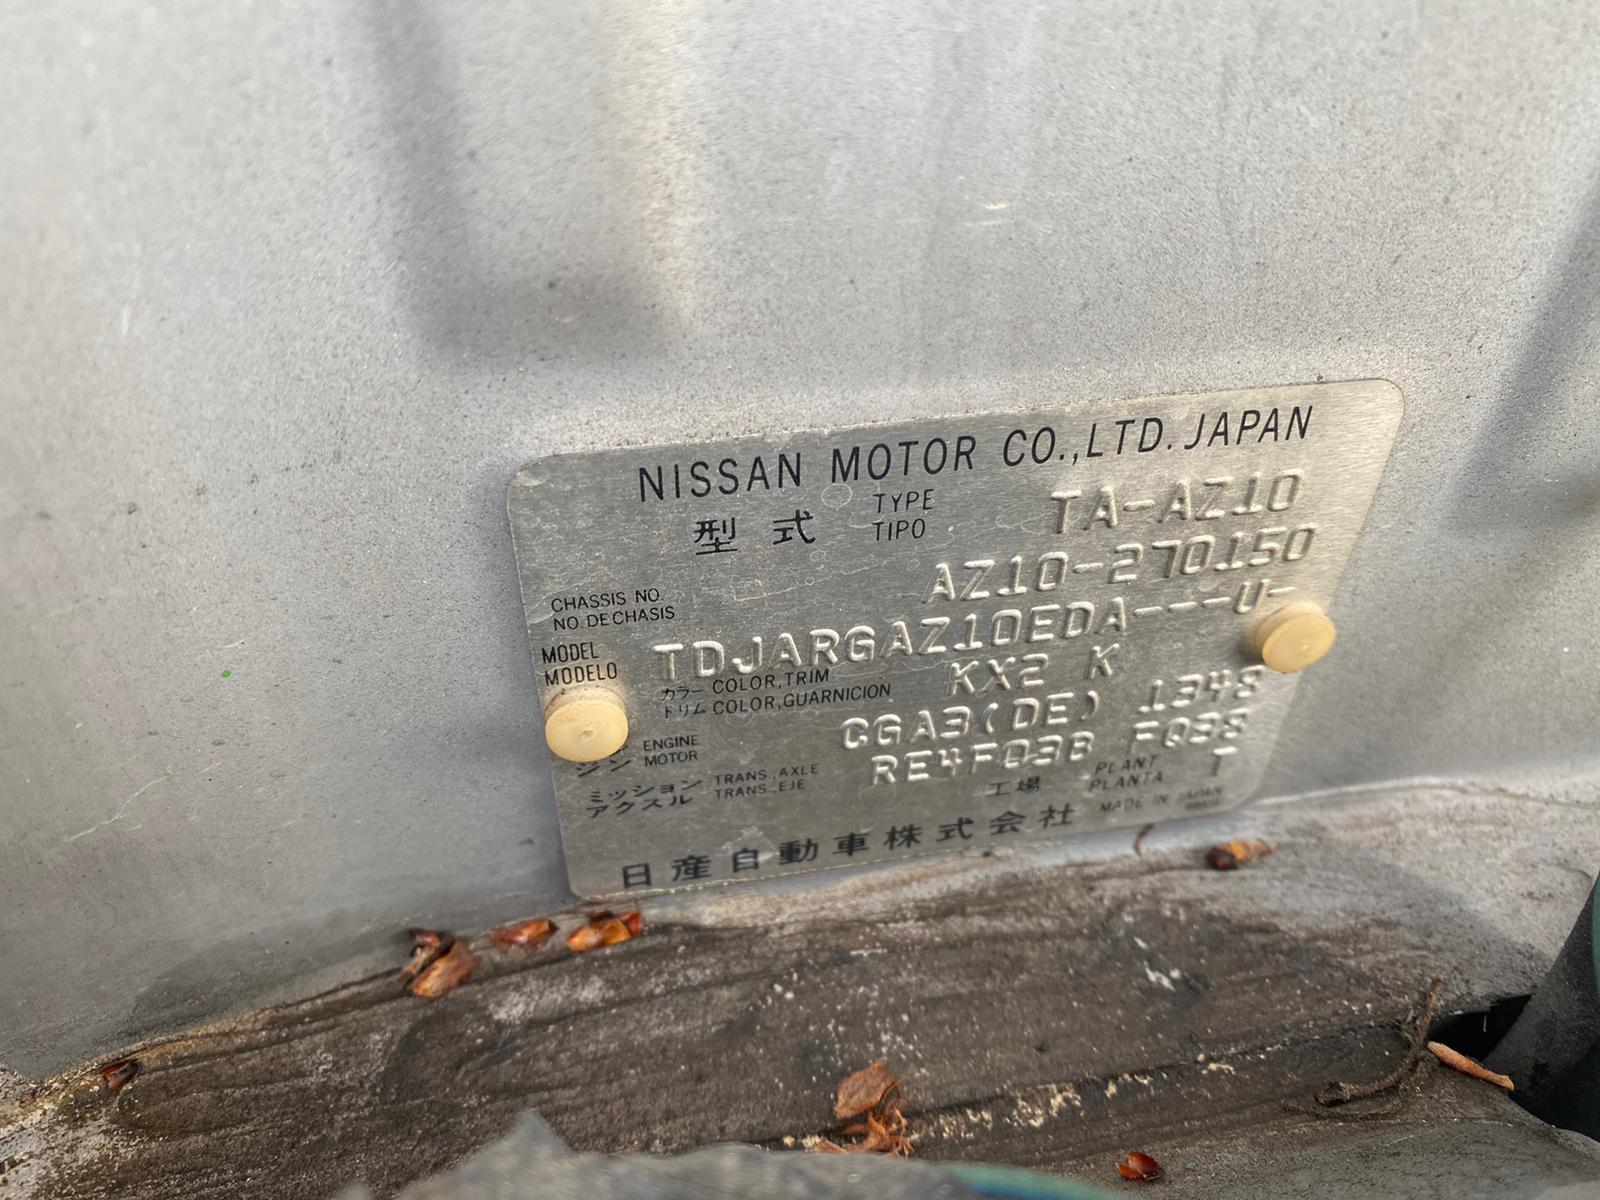 NISSAN MOTOR CO.,LTD. JAPAN
型式 TYPE TIPO TA-AZ10
CHASSIS NO. NO. DE CHASIS AZ10-270150
MODEL MODELO TDJARGAZ10EDA---U-
カラー トリム COLOR,TRIM COLOR,GUARNICION KX2 K
ジン ENGINE MOTOR CGA3(DE) 1348
ミッション アクスル TRANS.,AXLE TRANS.,EJE RE4F03B FQ38
工場 PLANT PLANTA T
日産自動車株式会社 MADE IN JAPAN